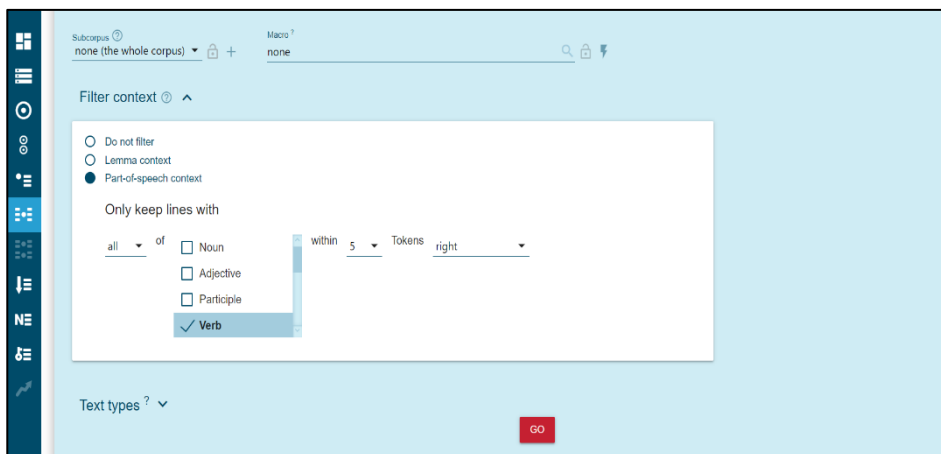 Subcorpus ?
Macro ?
none (the whole corpus)
none
Filter context ?
Do not filter
Lemma context
Part-of-speech context
Only keep lines with
all of Noun within 5 Tokens right
Adjective
Participle
Verb
Text types ?
GO
N